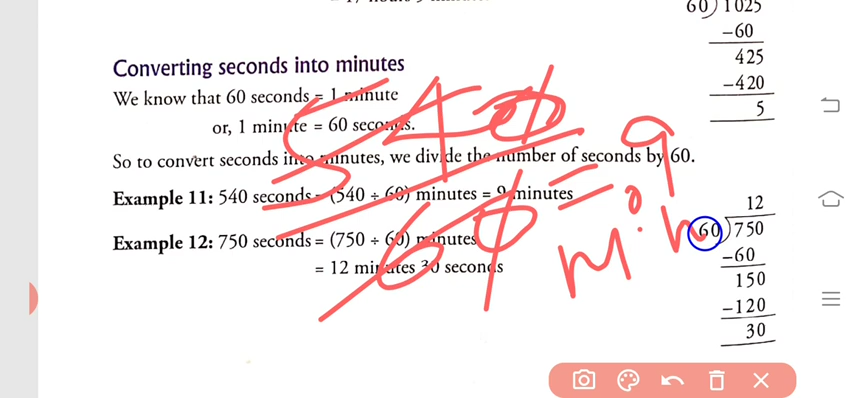 60)1025
−60
425
−420
5
Converting seconds into minutes
We know that 60 seconds = 1 minute
or, 1 minute = 60 seconds.
So to convert seconds into minutes, we divide the number of seconds by 60.
Example 11: 540 seconds = (540 ÷ 60) minutes = 9 minutes
Example 12: 750 seconds = (750 ÷ 60) minutes
= 12 minutes 30 seconds
540
60
= 9
min
12
60)750
−60
150
−120
30